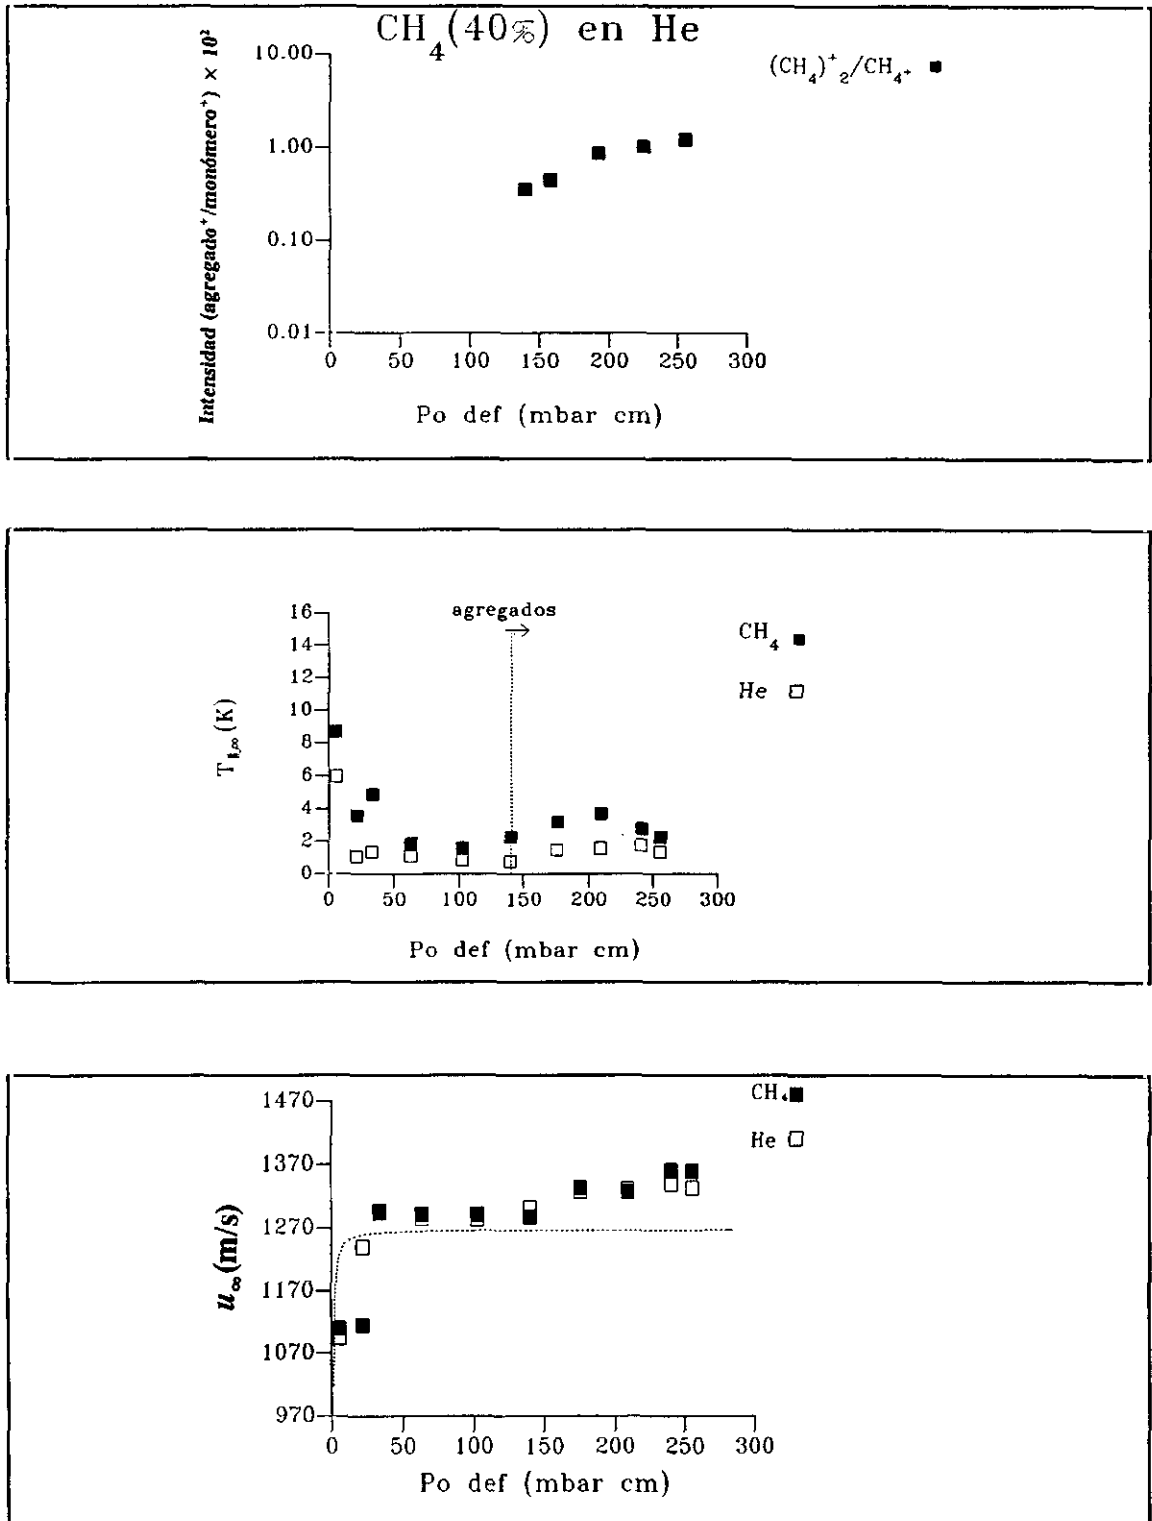 CH4(40%) en He
Intensidad (agregado+/monómero+) × 10²
10.00
1.00
0.10
0.01
0 50 100 150 200 250 300
Po def (mbar cm)
(CH4)+2/CH4+
16
14
12
10
8
6
4
2
0
agregados
CH4
He
0 50 100 150 200 250 300
Po def (mbar cm)
1470
1370
1270
1170
1070
970
u∞(m/s)
CH4
He
0 50 100 150 200 250 300
Po def (mbar cm)